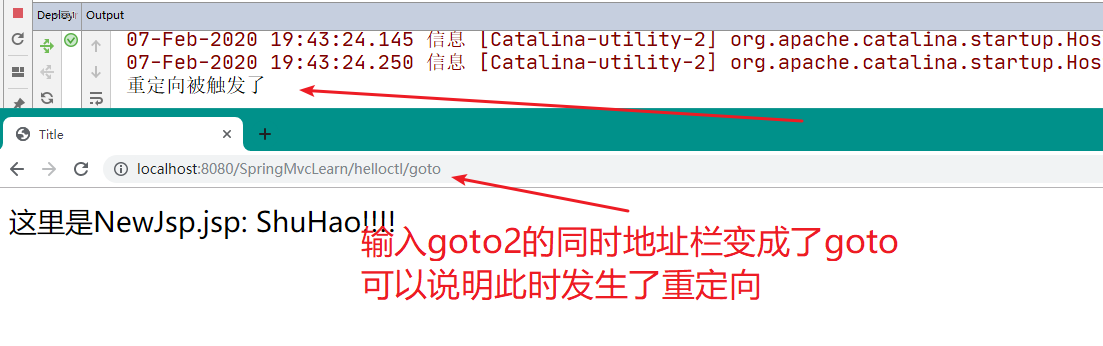 Deploy
Output
07-Feb-2020 19:43:24.145 信息 [Catalina-utility-2] org.apache.catalina.startup.Hos
07-Feb-2020 19:43:24.250 信息 [Catalina-utility-2] org.apache.catalina.startup.Hos
重定向被触发了
Title
localhost:8080/SpringMvcLearn/helloctl/goto
这里是NewJsp.jsp: ShuHao!!!!
输入goto2的同时地址栏变成了goto
可以说明此时发生了重定向